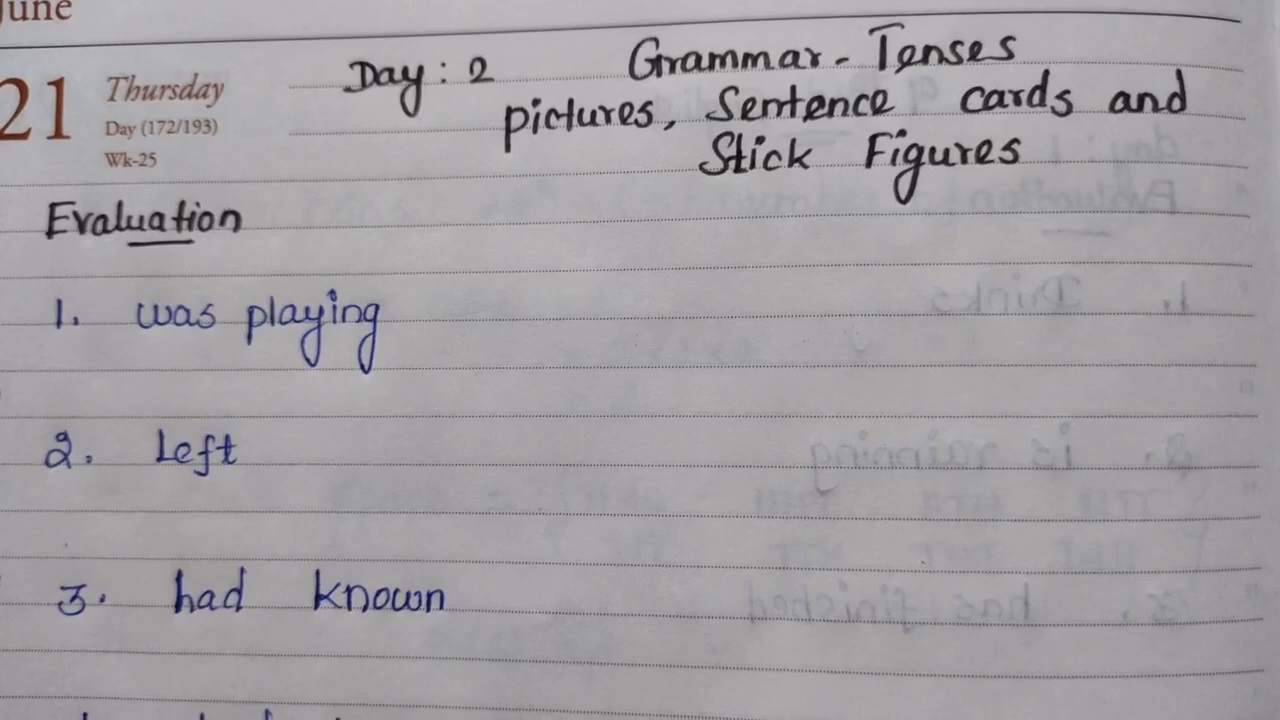 June
21 Thursday
Day (172/193)
Wk-25
Day : 2 Grammar - Tenses
pictures, Sentence cards and
Stick Figures
Evaluation
1. was playing
2. Left
3. had known